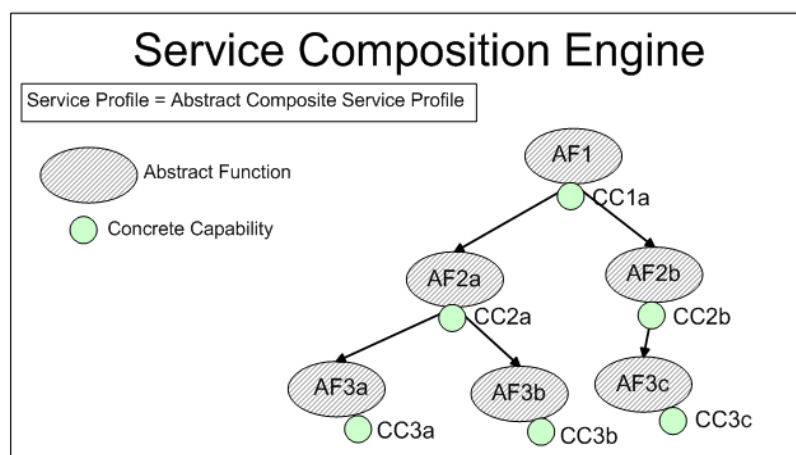 Service Composition Engine
Service Profile = Abstract Composite Service Profile
Abstract Function
Concrete Capability
AF1
CC1a
AF2a
AF2b
CC2a
CC2b
AF3a
AF3b
AF3c
CC3a
CC3b
CC3c